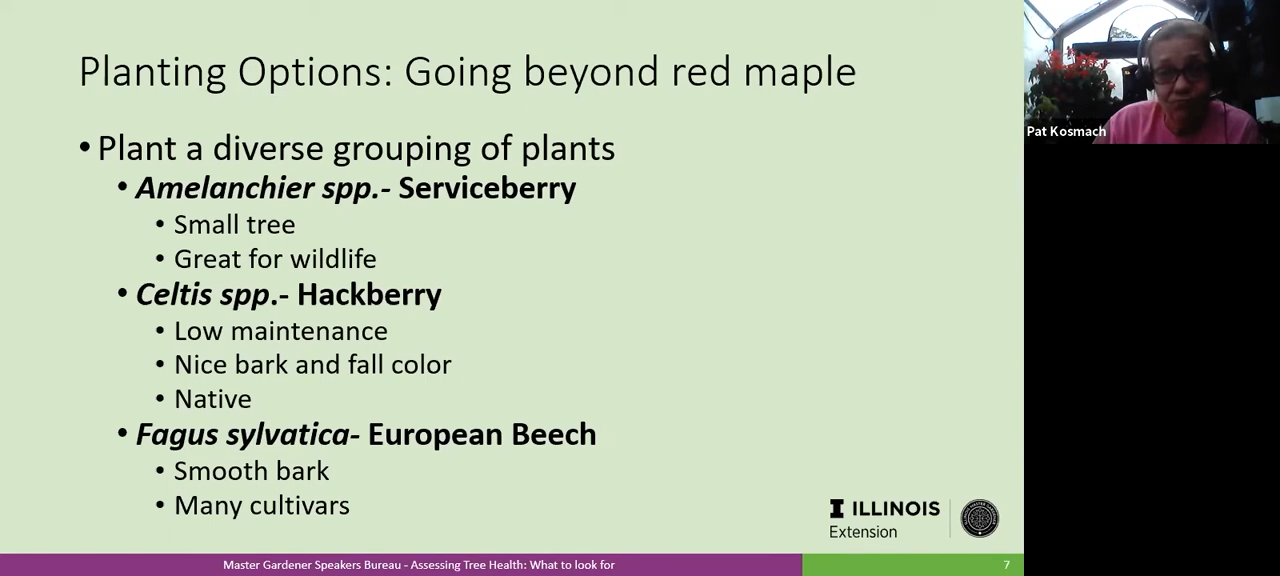 Planting Options: Going beyond red maple
• Plant a diverse grouping of plants
• Amelanchier spp.- Serviceberry
• Small tree
• Great for wildlife
• Celtis spp.- Hackberry
• Low maintenance
• Nice bark and fall color
• Native
• Fagus sylvatica- European Beech
• Smooth bark
• Many cultivars
I ILLINOIS
Extension
Master Gardener Speakers Bureau - Assessing Tree Health: What to look for
7
Pat Kosmach